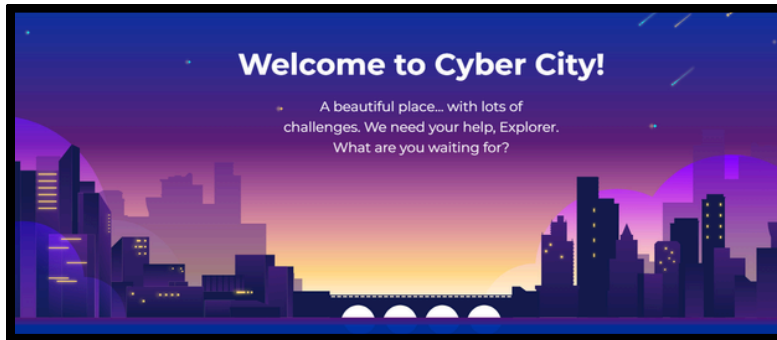 Welcome to Cyber City!
A beautiful place... with lots of
challenges. We need your help, Explorer.
What are you waiting for?